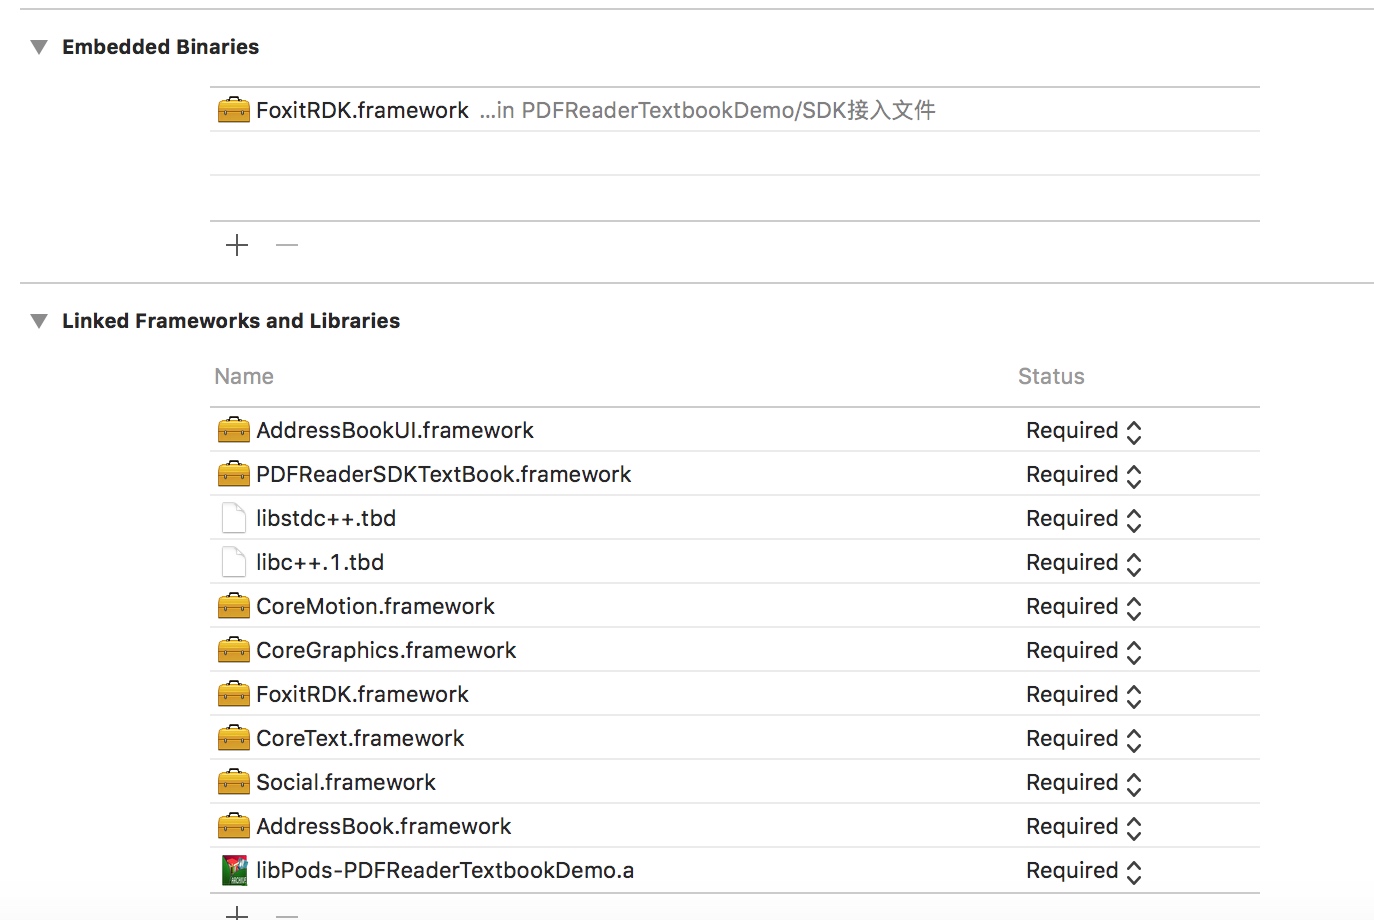 Embedded Binaries
FoxitRDK.framework ...in PDFReaderTextbookDemo/SDK接入文件
Linked Frameworks and Libraries
Name Status
AddressBookUI.framework Required
PDFReaderSDKTextBook.framework Required
libstdc++.tbd Required
libc++.1.tbd Required
CoreMotion.framework Required
CoreGraphics.framework Required
FoxitRDK.framework Required
CoreText.framework Required
Social.framework Required
AddressBook.framework Required
libPods-PDFReaderTextbookDemo.a Required